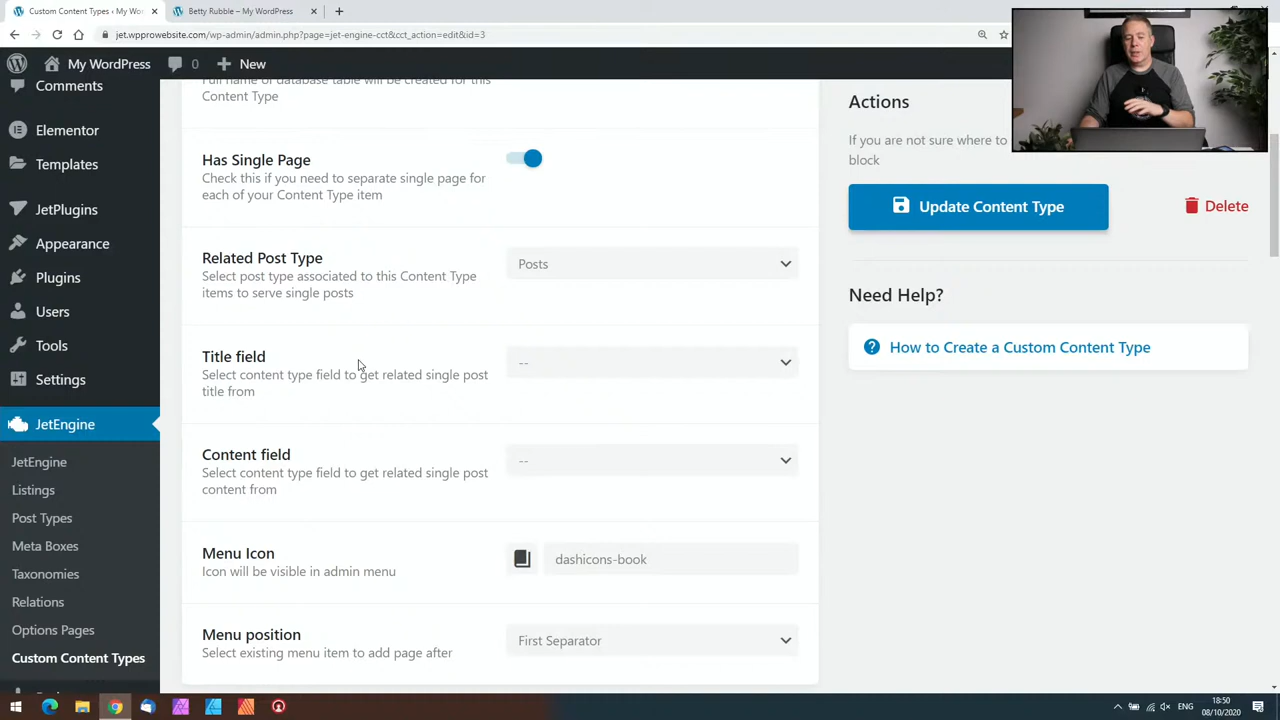 Custom Content Types
Betty Rubble — My WordPress
jet.wpprowebsite.com/wp-admin/admin.php?page=jet-engine-cct&cct_action=edit&id=3
My WordPress
0
New
Comments
Elementor
Templates
JetPlugins
Appearance
Plugins
Users
Tools
Settings
JetEngine
JetEngine
Listings
Post Types
Meta Boxes
Taxonomies
Relations
Options Pages
Custom Content Types
Full name of database table will be created for this
Content Type
Has Single Page
Check this if you need to separate single page for
each of your Content Type item
Related Post Type
Select post type associated to this Content Type
items to serve single posts
Posts
Title field
Select content type field to get related single post
title from
--
Content field
Select content type field to get related single post
content from
--
Menu Icon
Icon will be visible in admin menu
dashicons-book
Menu position
Select existing menu item to add page after
First Separator
Actions
If you are not sure where to
block
Update Content Type
Delete
Need Help?
How to Create a Custom Content Type
ENG
18:50
08/10/2020